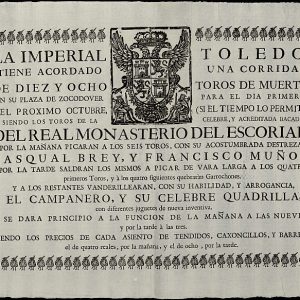 LA IMPERIAL TOLEDO
TIENE ACORDADO UNA CORRIDA
DE DIEZ Y OCHO TOROS DE MUERTE
EN SU PLAZA DE ZOCODOVER PARA EL DIA PRIMERO
DEL PROXIMO OCTUBRE, (SI EL TIEMPO LO PERMITE)
SIENDO LOS TOROS DE LA CELEBRE, Y ACREDITADA BACADA
DEL REAL MONASTERIO DEL ESCORIAL
POR LA MAÑANA PICARAN A LOS SEIS TOROS, CON SU ACOSTUMBRADA DESTREZA
PASQUAL BREY, Y FRANCISCO MUÑOZ
POR LA TARDE SALDRAN LOS MISMOS A PICAR DE VARA LARGA A LOS QUATRO
primeros Toros, y à los quatro siguientes quebrarán Garrochones,
Y A LOS RESTANTES VANDERILLEARAN, CON SU HABILIDAD, Y ARROGANCIA,
EL CAMPANERO, Y SU CELEBRE QUADRILLA
con diferentes juguetes de nueva inventiva.
SE DARA PRINCIPIO A LA FUNCION DE LA MAÑANA A LAS NUEVE
y por la tarde à las tres.
SIENDO LOS PRECIOS DE CADA ASIENTO DE TENDIDOS, CAXONCILLOS, Y BARRERAS
el de quatro reales, por la mañana, y el de ocho, por la tarde.